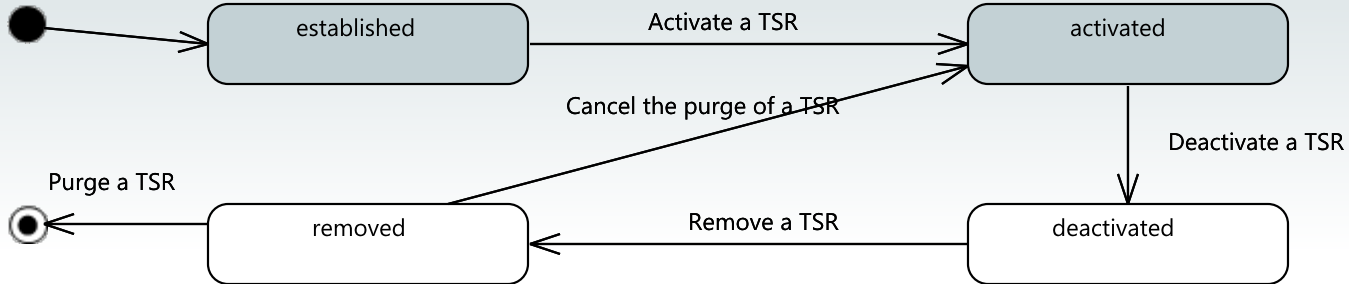 established
Activate a TSR
activated
Cancel the purge of a TSR
Deactivate a TSR
Purge a TSR
removed
Remove a TSR
deactivated